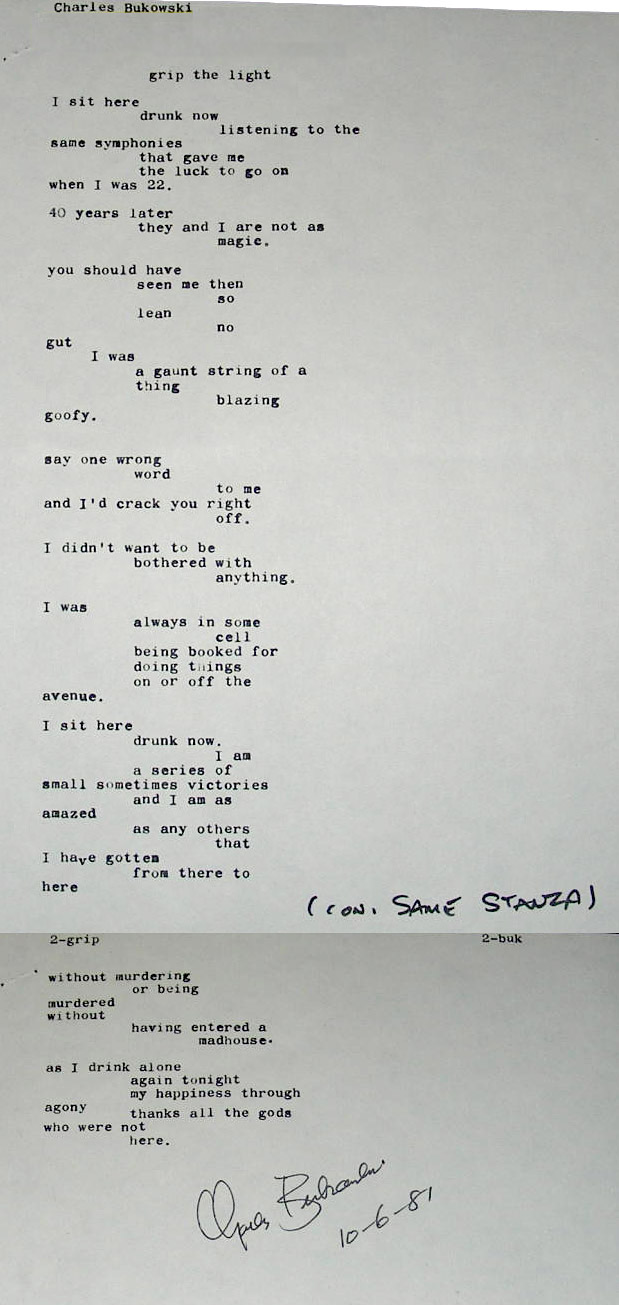 Charles Bukowski
grip the light
I sit here
drunk now
listening to the
same symphonies
that gave me
the luck to go on
when I was 22.
40 years later
they and I are not as
magic.
you should have
seen me then
so
lean
no
gut
I was
a gaunt string of a
thing
blazing
goofy.
say one wrong
word
to me
and I'd crack you right
off.
I didn't want to be
bothered with
anything.
I was
always in some
cell
being booked for
doing things
on or off the
avenue.
I sit here
drunk now.
I am
a series of
small sometimes victories
and I am as
amazed
as any others
that
I have gotten
from there to
here
(CON. SAME STANZA)
2-grip 2-buk
without murdering
or being
murdered
without
having entered a
madhouse.
as I drink alone
again tonight
my happiness through
agony thanks all the gods
who were not
here.
Charles Bukowski
10-6-81